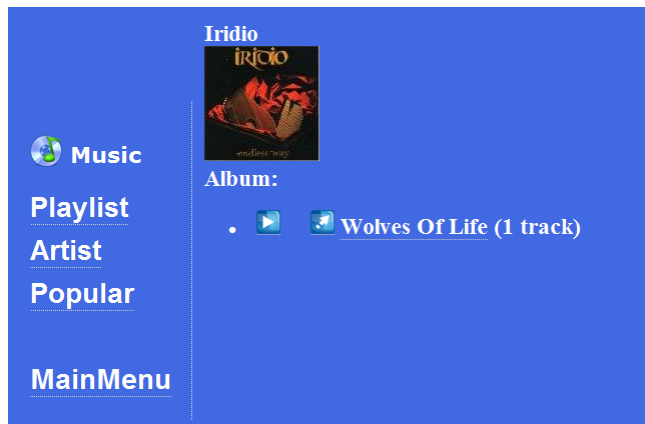 Music
Playlist
Artist
Popular
MainMenu
Iridio
IRIDIO
endless way
Album:
Wolves Of Life (1 track)